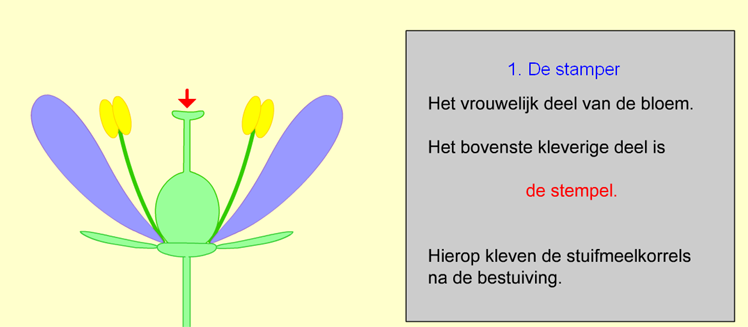 1. De stamper
Het vrouwelijk deel van de bloem.
Het bovenste kleverige deel is
de stempel.
Hierop kleven de stuifmeelkorrels
na de bestuiving.